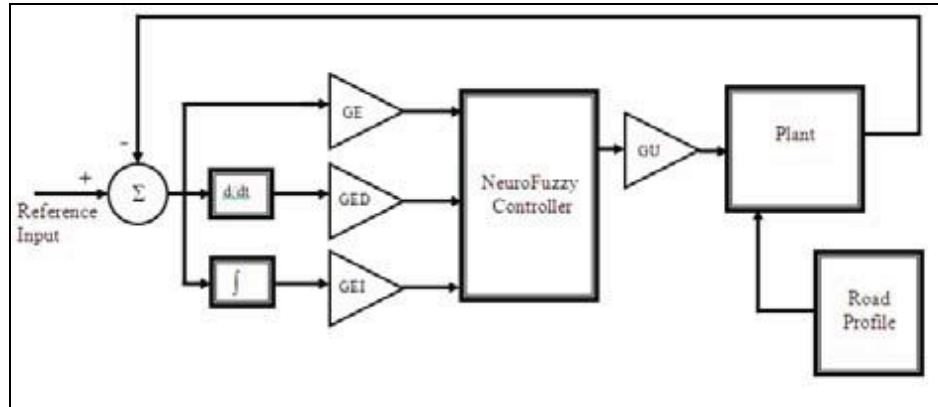 -
+
Σ
Reference
Input
d/dt
∫
GE
GED
GEI
NeuroFuzzy
Controller
GU
Plant
Road
Profile